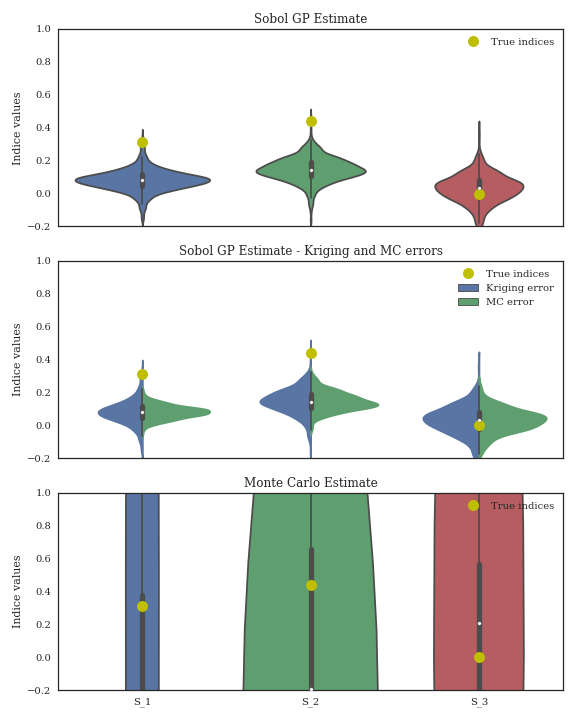 Sobol GP Estimate
1.0
0.8
0.6
0.4
0.2
0.0
−0.2
Indice values
True indices
Sobol GP Estimate - Kriging and MC errors
1.0
0.8
0.6
0.4
0.2
0.0
−0.2
Indice values
True indices
Kriging error
MC error
Monte Carlo Estimate
1.0
0.8
0.6
0.4
0.2
0.0
−0.2
Indice values
True indices
S_1 S_2 S_3